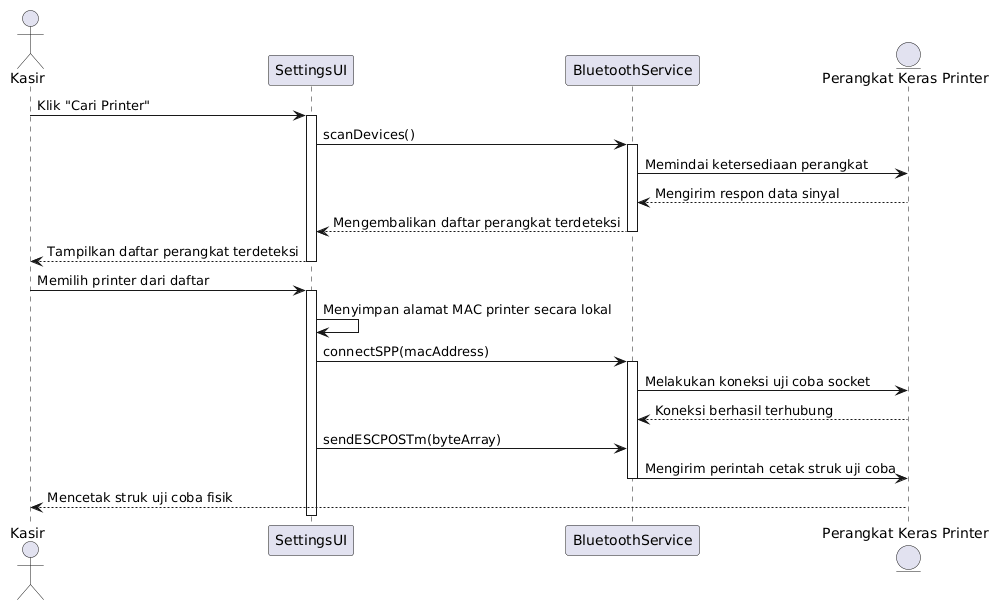 Kasir
SettingsUI
BluetoothService
Perangkat Keras Printer
Klik "Cari Printer"
scanDevices()
Memindai ketersediaan perangkat
Mengirim respon data sinyal
Mengembalikan daftar perangkat terdeteksi
Tampilkan daftar perangkat terdeteksi
Memilih printer dari daftar
Menyimpan alamat MAC printer secara lokal
connectSPP(macAddress)
Melakukan koneksi uji coba socket
Koneksi berhasil terhubung
sendESCPOSTm(byteArray)
Mengirim perintah cetak struk uji coba
Mencetak struk uji coba fisik
Kasir
SettingsUI
BluetoothService
Perangkat Keras Printer